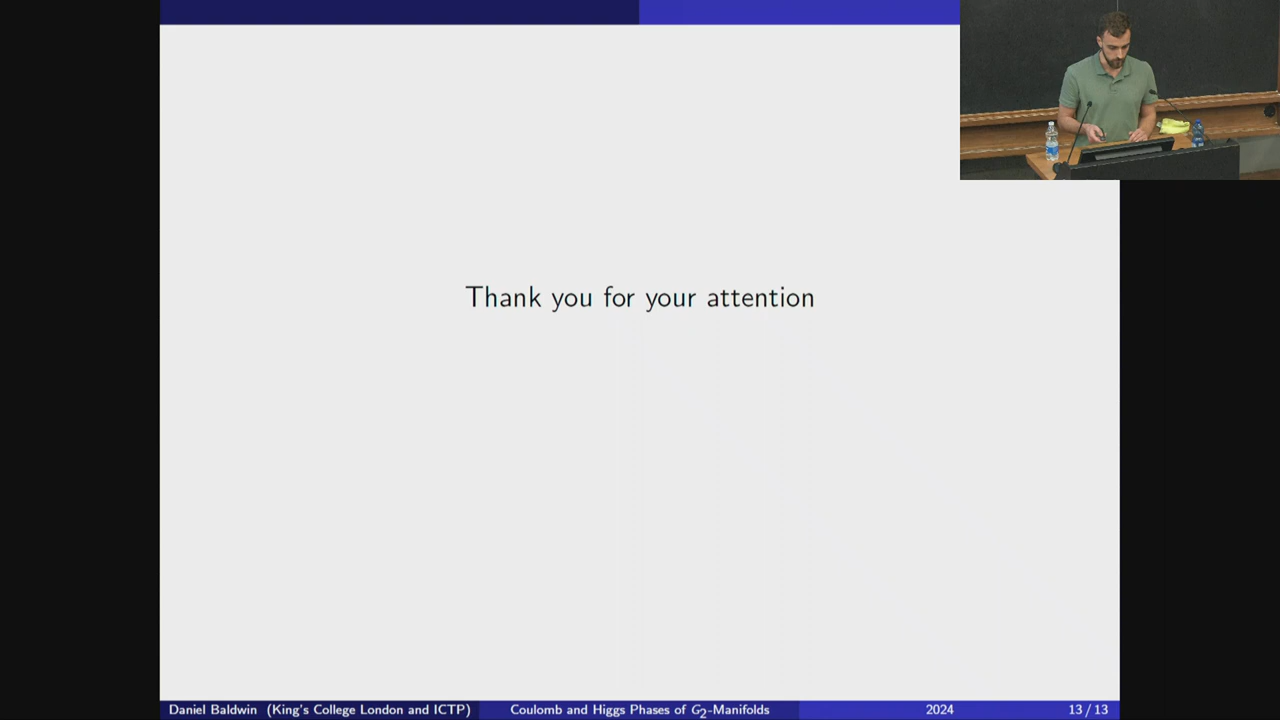 Thank you for your attention
Daniel Baldwin (King's College London and ICTP) Coulomb and Higgs Phases of G2-Manifolds 2024 13 / 13